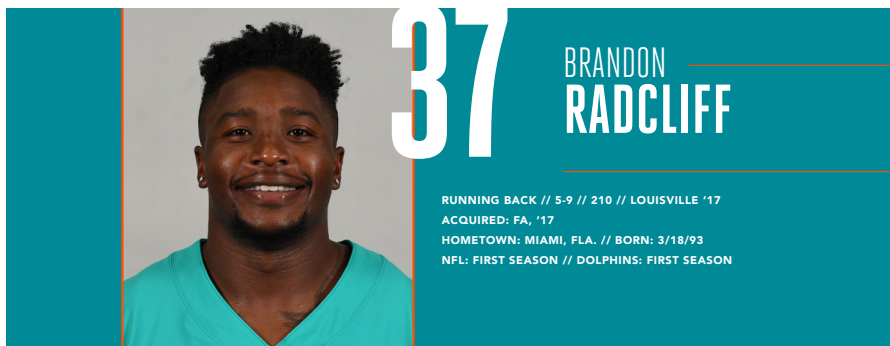 37
BRANDON
RADCLIFF
RUNNING BACK // 5-9 // 210 // LOUISVILLE ‘17
ACQUIRED: FA, ‘17
HOMETOWN: MIAMI, FLA. // BORN: 3/18/93
NFL: FIRST SEASON // DOLPHINS: FIRST SEASON